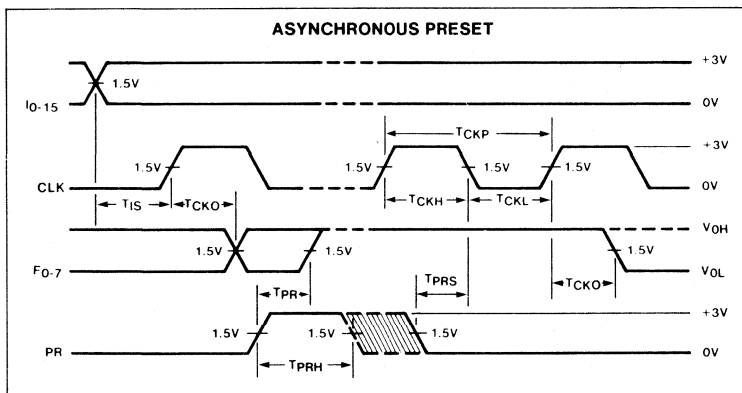 ASYNCHRONOUS PRESET
+3V
1.5V
I0-15
0V
TCKP
+3V
1.5V
1.5V
1.5V
1.5V
CLK
0V
TIS
TCKO
TCKH
TCKL
VOH
1.5V
1.5V
1.5V
F0-7
VOL
TPR
TPRS
TCKO
+3V
1.5V
1.5V
1.5V
PR
0V
TPRH